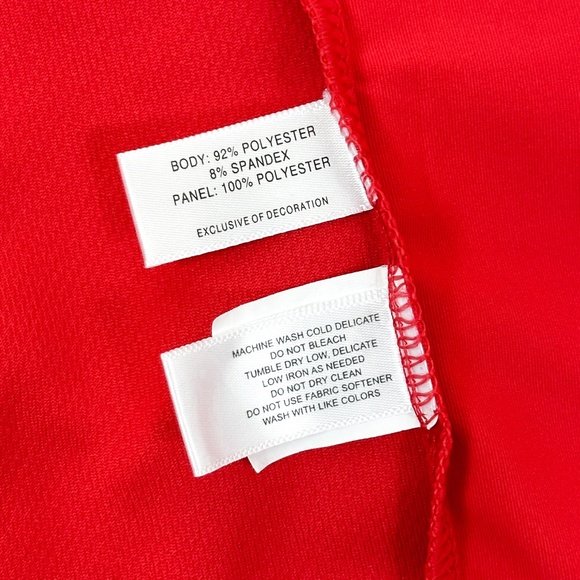 BODY: 92% POLYESTER
8% SPANDEX
PANEL: 100% POLYESTER
EXCLUSIVE OF DECORATION
MACHINE WASH COLD DELICATE
DO NOT BLEACH
TUMBLE DRY LOW, DELICATE
LOW IRON AS NEEDED
DO NOT DRY CLEAN
DO NOT USE FABRIC SOFTENER
WASH WITH LIKE COLORS